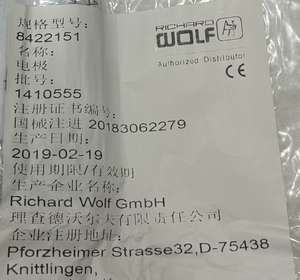 规格型号:
8422151
名称:
电极
批号:
1410555
注册证书编号:
国械注进 20183062279
生产日期:
2019-02-19
使用期限/有效期
生产企业名称:
Richard Wolf GmbH
理查德沃尔夫有限责任公司
企业注册地址:
Pforzheimer Strasse32,D-75438
Knittlingen,
RICHARD
WOLF
Authorized Distributor
CE